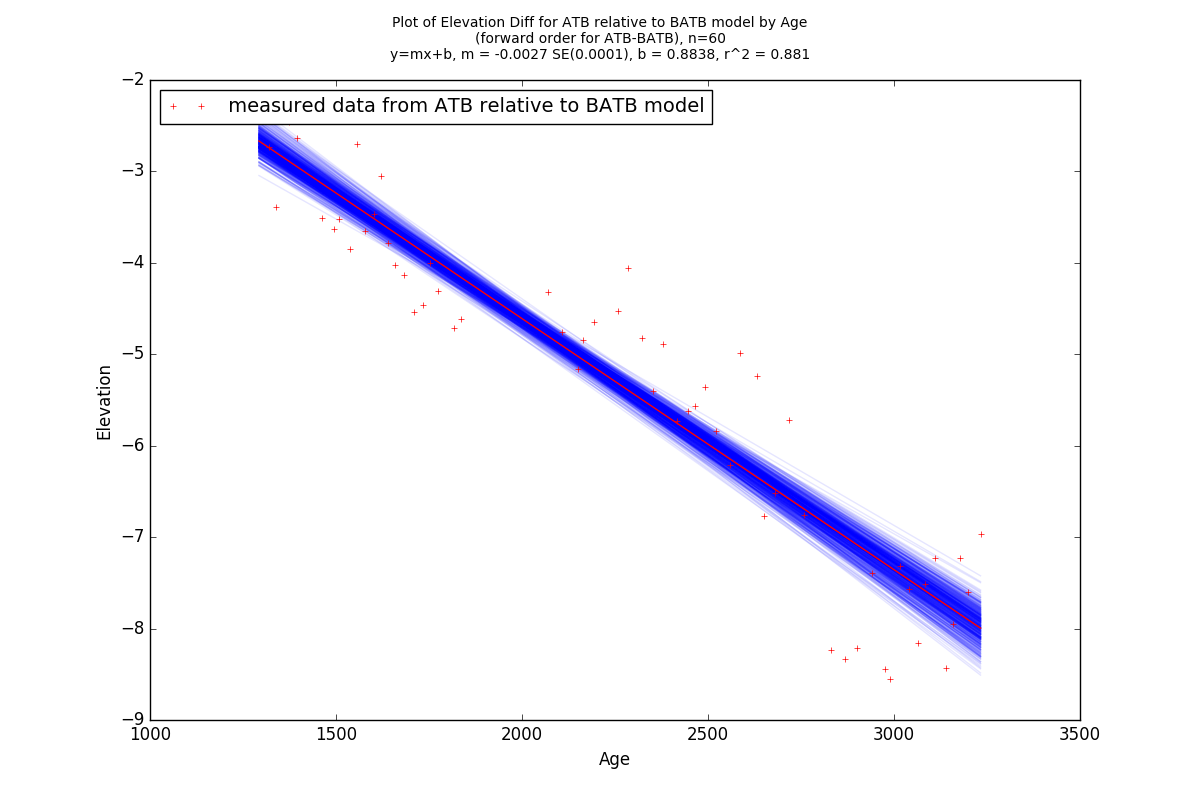 Plot of Elevation Diff for ATB relative to BATB model by Age
(forward order for ATB-BATB), n=60
y=mx+b, m = -0.0027 SE(0.0001), b = 0.8838, r^2 = 0.881
measured data from ATB relative to BATB model
−2
−3
−4
−5
−6
−7
−8
−9
Elevation
1000 1500 2000 2500 3000 3500
Age